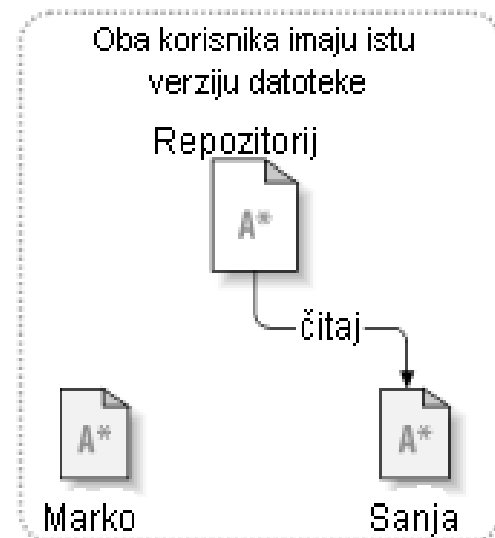 Oba korisnika imaju istu
verziju datoteke
Repozitorij
A*
čitaj
A*
A*
Marko
Sanja